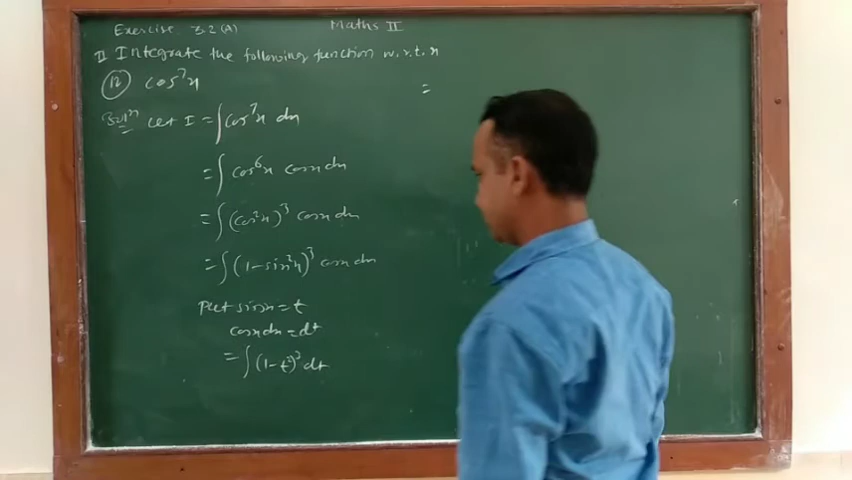 Exercise 3.2 (A) Maths II
II Integrate the following function w.r.t. x
(12) cos⁷x
Solⁿ Let I = ∫cos⁷x dx
= ∫ cos⁶x cosx dx
= ∫ (cos²x)³ cosx dx
= ∫ (1-sin²x)³ cosx dx
Put sinx = t
cosx dx = dt
= ∫ (1-t²)³ dt
=